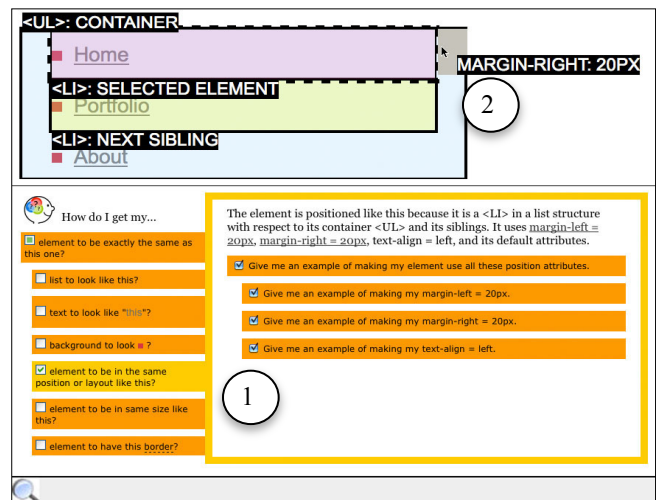 <UL>: CONTAINER
Home
MARGIN-RIGHT: 20PX
<LI>: SELECTED ELEMENT
Portfolio
2
<LI>: NEXT SIBLING
About
How do I get my...
element to be exactly the same as
this one?
list to look like this?
text to look like "this"?
background to look ?
element to be in the same
position or layout like this?
element to be in same size like
this?
element to have this border?
The element is positioned like this because it is a <LI> in a list structure
with respect to its container <UL> and its siblings. It uses margin-left =
20px, margin-right = 20px, text-align = left, and its default attributes.
Give me an example of making my element use all these position attributes.
Give me an example of making my margin-left = 20px.
Give me an example of making my margin-right = 20px.
Give me an example of making my text-align = left.
1